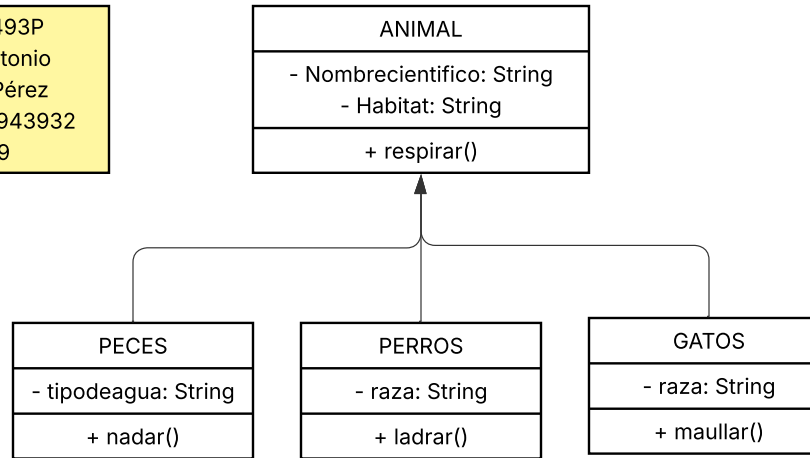 493P
tonio
Pérez
943932
9
ANIMAL
- Nombrecientifico: String
- Habitat: String
+ respirar()
PECES
- tipodeagua: String
+ nadar()
PERROS
- raza: String
+ ladrar()
GATOS
- raza: String
+ maullar()